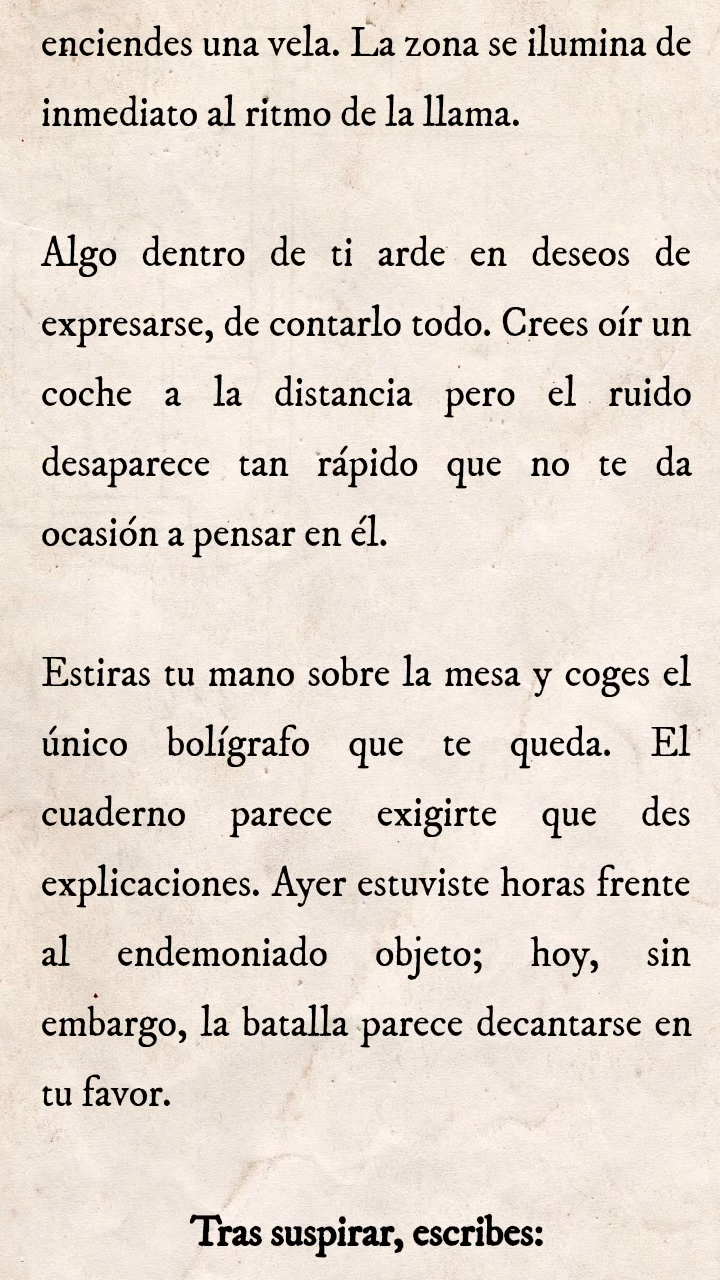 enciendes una vela. La zona se ilumina de
inmediato al ritmo de la llama.
Algo dentro de ti arde en deseos de
expresarse, de contarlo todo. Crees oír un
coche a la distancia pero el ruido
desaparece tan rápido que no te da
ocasión a pensar en él.
Estiras tu mano sobre la mesa y coges el
único bolígrafo que te queda. El
cuaderno parece exigirte que des
explicaciones. Ayer estuviste horas frente
al endemoniado objeto; hoy, sin
embargo, la batalla parece decantarse en
tu favor.
Tras suspirar, escribes: